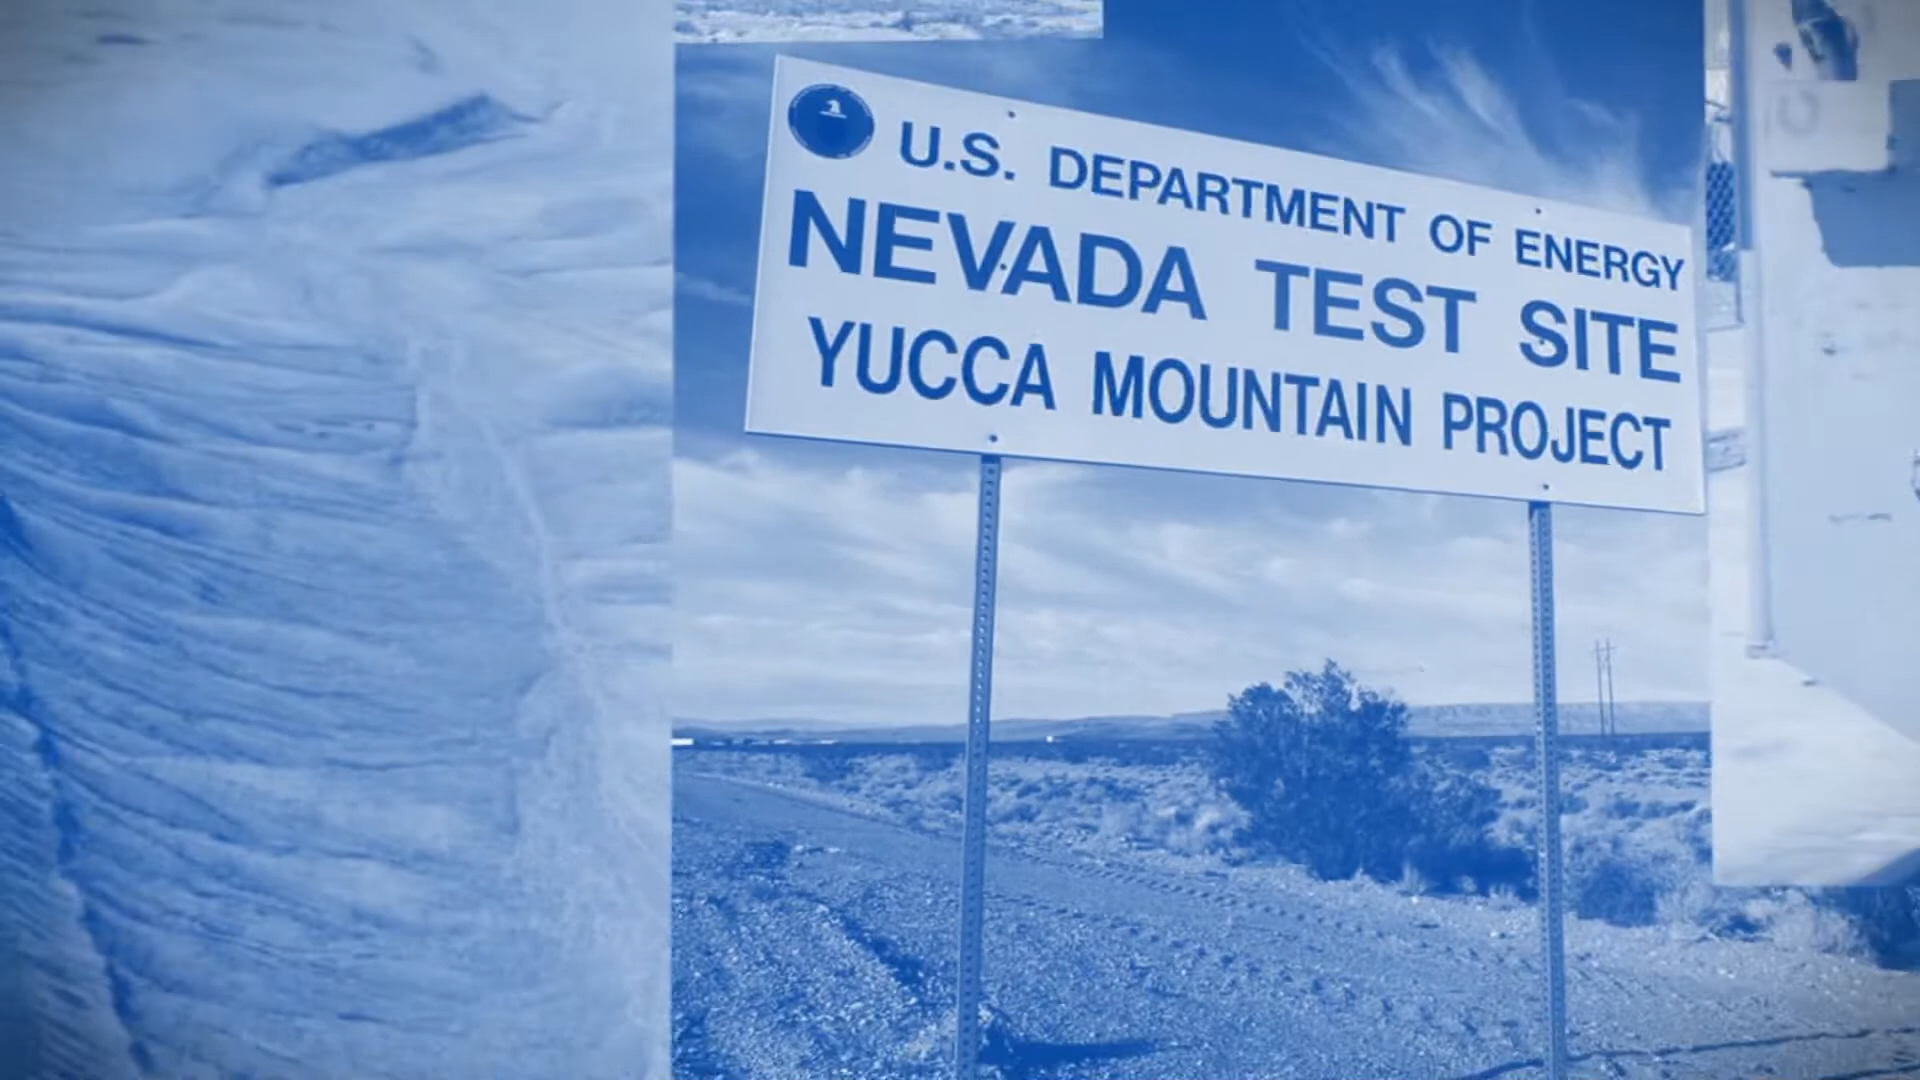 U.S. DEPARTMENT OF ENERGY
NEVADA TEST SITE
YUCCA MOUNTAIN PROJECT